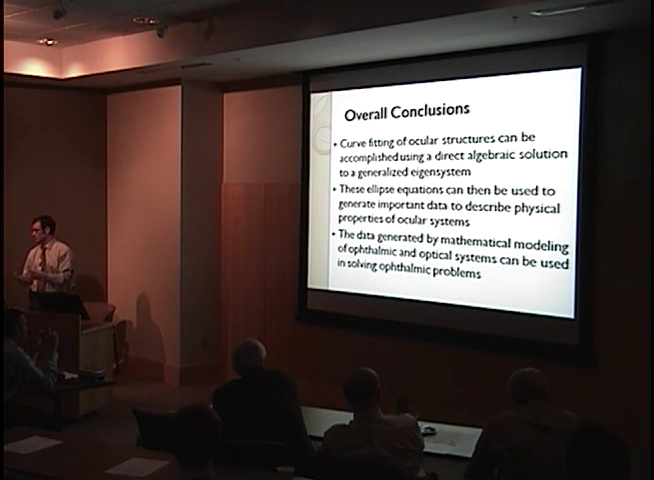 Overall Conclusions
• Curve fitting of ocular structures can be
accomplished using a direct algebraic solution
to a generalized eigensystem
• These ellipse equations can then be used to
generate important data to describe physical
properties of ocular systems
• The data generated by mathematical modeling
of ophthalmic and optical systems can be used
in solving ophthalmic problems